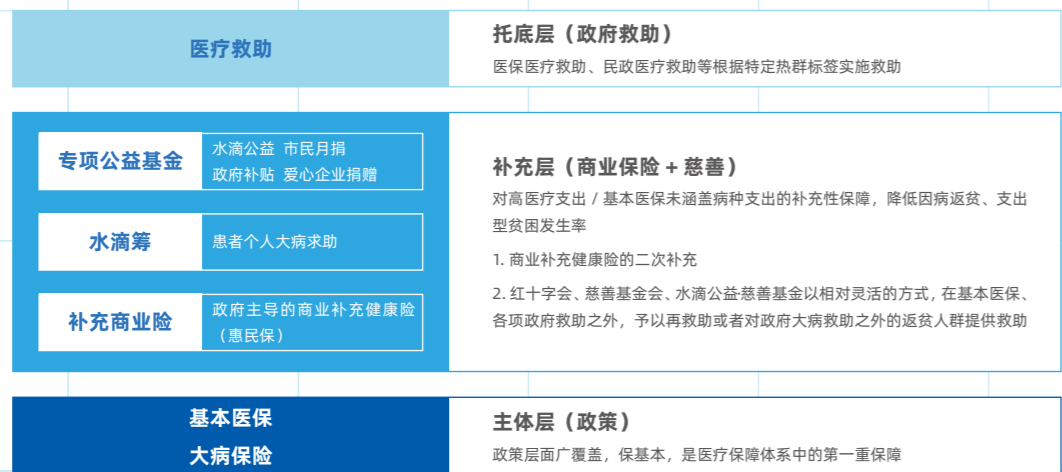 医疗救助
托底层（政府救助）
医保医疗救助、民政医疗救助等根据特定热群标签实施救助
专项公益基金
水滴公益 市民月捐
政府补贴 爱心企业捐赠
水滴筹
患者个人大病求助
补充商业险
政府主导的商业补充健康险
（惠民保）
补充层（商业保险 + 慈善）
对高医疗支出 / 基本医保未涵盖病种支出的补充性保障，降低因病返贫、支出
型贫困发生率
1. 商业补充健康险的二次补充
2. 红十字会、慈善基金会、水滴公益慈善基金以相对灵活的方式，在基本医保、
各项政府救助之外，予以再救助或者对政府大病救助之外的返贫人群提供救助
基本医保
大病保险
主体层（政策）
政策层面广覆盖，保基本，是医疗保障体系中的第一重保障